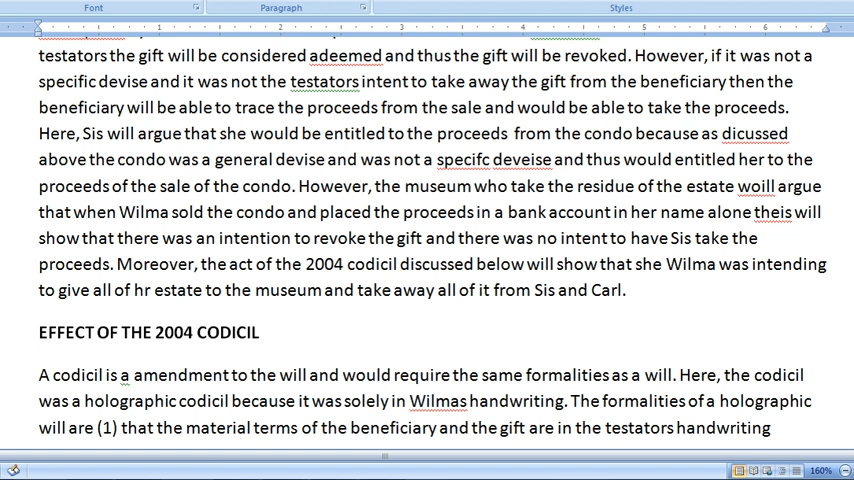 Font Paragraph Styles
1 2 3 4 5 6
testators the gift will be considered adeemed and thus the gift will be revoked. However, if it was not a
specific devise and it was not the testators intent to take away the gift from the beneficiary then the
beneficiary will be able to trace the proceeds from the sale and would be able to take the proceeds.
Here, Sis will argue that she would be entitled to the proceeds from the condo because as dicussed
above the condo was a general devise and was not a specifc deveise and thus would entitled her to the
proceeds of the sale of the condo. However, the museum who take the residue of the estate woill argue
that when Wilma sold the condo and placed the proceeds in a bank account in her name alone theis will
show that there was an intention to revoke the gift and there was no intent to have Sis take the
proceeds. Moreover, the act of the 2004 codicil discussed below will show that she Wilma was intending
to give all of hr estate to the museum and take away all of it from Sis and Carl.
EFFECT OF THE 2004 CODICIL
A codicil is a amendment to the will and would require the same formalities as a will. Here, the codicil
was a holographic codicil because it was solely in Wilmas handwriting. The formalities of a holographic
will are (1) that the material terms of the beneficiary and the gift are in the testators handwriting
160%